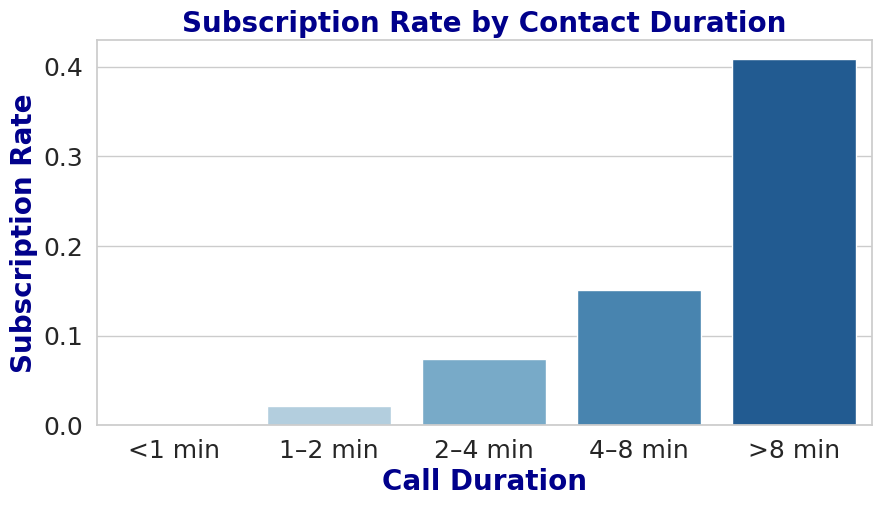 Subscription Rate by Contact Duration
Subscription Rate
0.4
0.3
0.2
0.1
0.0
<1 min
1–2 min
2–4 min
4–8 min
>8 min
Call Duration